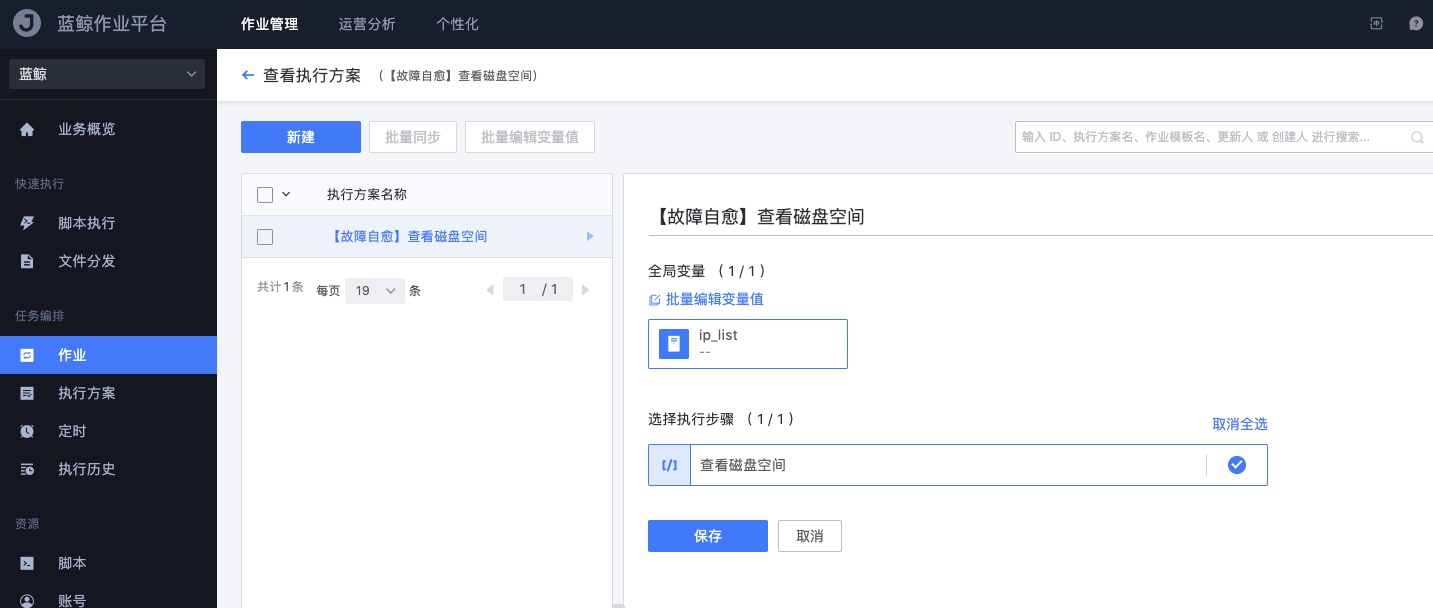 蓝鲸作业平台
作业管理 运营分析 个性化
蓝鲸
业务概览
快速执行
脚本执行
文件分发
任务编排
作业
执行方案
定时
执行历史
资源
脚本
账号
查看执行方案 (【故障自愈】查看磁盘空间)
新建 批量同步 批量编辑变量值
输入 ID、执行方案名、作业模板名、更新人 或 创建人 进行搜索...
执行方案名称
【故障自愈】查看磁盘空间
共计1条 每页 19 条 1 / 1
【故障自愈】查看磁盘空间
全局变量 ( 1 / 1 )
批量编辑变量值
ip_list
--
选择执行步骤 ( 1 / 1 )
取消全选
查看磁盘空间
保存 取消